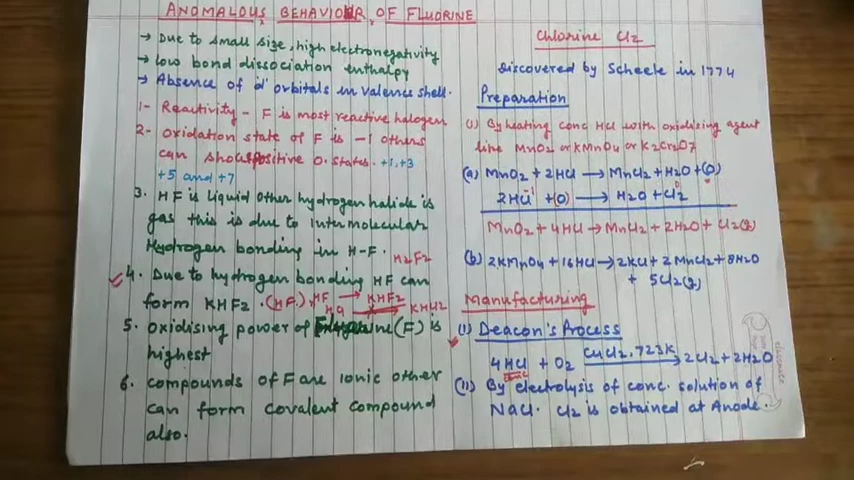 ANOMALOUS BEHAVIOUR OF FLUORINE
→ Due to small size, high electronegativity
→ Low bond dissociation enthalpy
→ Absence of d orbitals in valence shell.
1- Reactivity - F is most reactive halogen
2- Oxidation state of F is -1 others
can show positive O. states. +1, +3
+5 and +7
3. HF is liquid other hydrogen halide is
gas this is due to Intermolecular
Hydrogen bonding in H-F. H2F2
4. Due to hydrogen bonding HF can
form KHF2. (HF), HF → KHF2
5. Oxidising power of (F) is
highest
6. Compounds of F are ionic other
can form covalent compound
also.
Chlorine Cl2
Discovered by Scheele in 1774
Preparation
(i) By heating conc HCl with oxidising agent
like MnO2 or KMnO4 or K2Cr2O7
(a) MnO2 + 2HCl → MnCl2 + H2O + (O)
2HCl -1 + (O) → H2O + Cl2 0
MnO2 + 4HCl → MnCl2 + 2H2O + Cl2(g)
(b) 2KMnO4 + 16HCl → 2KCl + 2MnCl2 + 8H2O
+ 5Cl2(g)
Manufacturing
(i) Deacon's Process
4HCl + O2 CuCl2, 723K → 2Cl2 + 2H2O
(ii) By electrolysis of conc. solution of
NaCl. Cl2 is obtained at Anode.